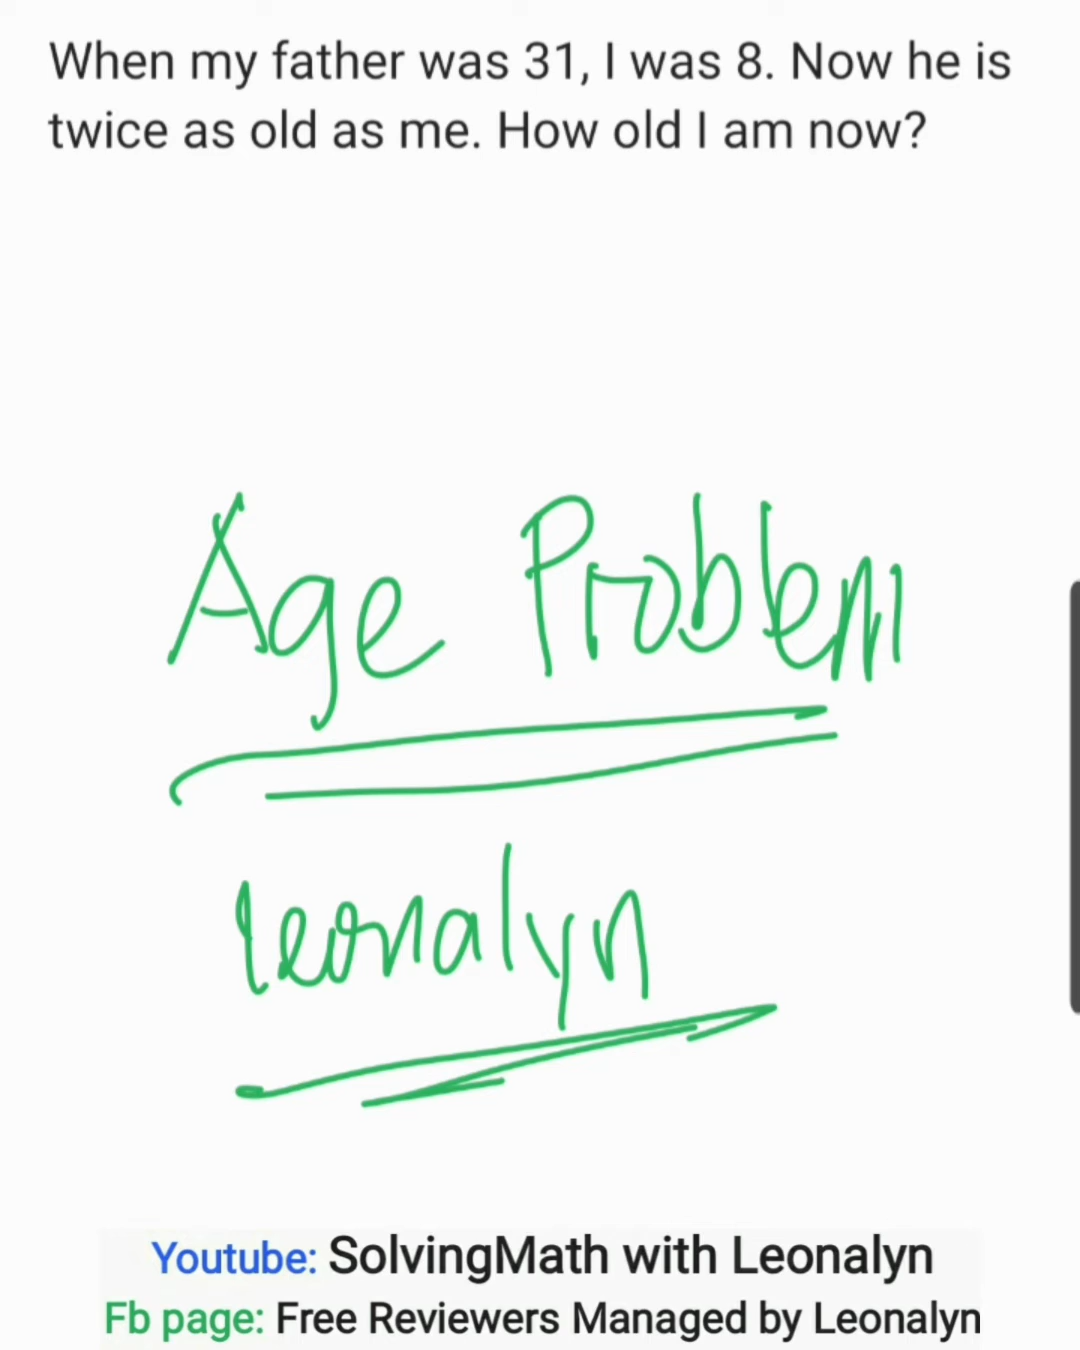 When my father was 31, I was 8. Now he is
twice as old as me. How old I am now?
Age Problem
leonalyn
Youtube: SolvingMath with Leonalyn
Fb page: Free Reviewers Managed by Leonalyn